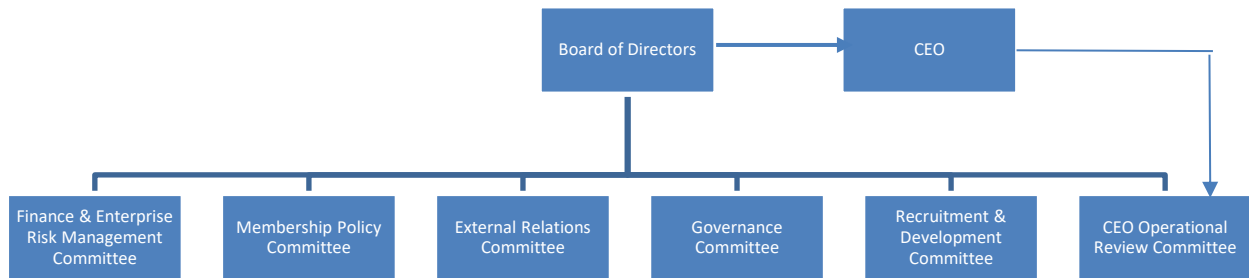 Board of Directors
CEO
Finance & Enterprise
Risk Management
Committee
Membership Policy
Committee
External Relations
Committee
Governance
Committee
Recruitment &
Development
Committee
CEO Operational
Review Committee